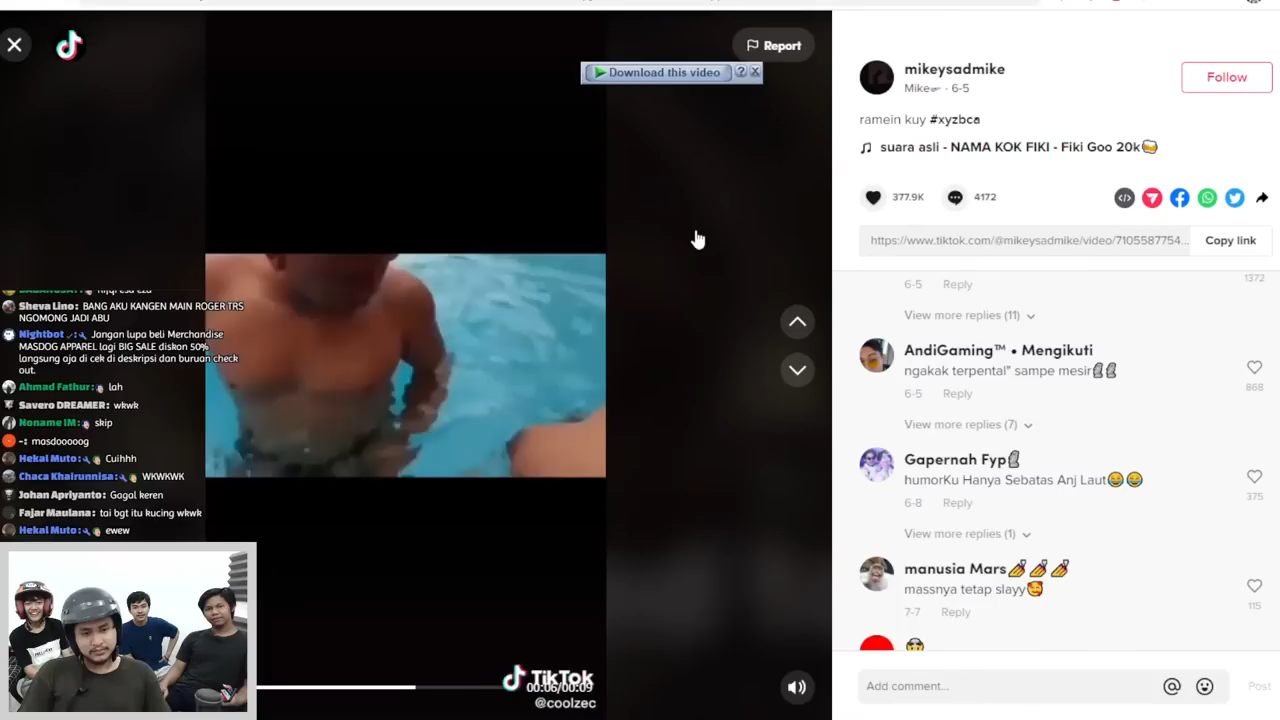 Report
Download this video
?
X
Sheva Lino: BANG AKU KANGEN MAIN ROGER TRS
NGOMONG JADI ABU
Nightbot : Jangan lupa beli Merchandise
MASDOG APPAREL lagi BIG SALE diskon 50%
langsung aja di cek di deskripsi dan buruan check
out.
Ahmad Fathur: lah
Savero DREAMER: wkwk
Noname IM: skip
-: masdooooog
Hekal Muto: Cuihhh
Chaca Khairunnisa: WKWKWK
Johan Apriyanto: Gagal keren
Fajar Maulana: tai bgt itu kucing wkwk
Hekal Muto: ewew
TikTok
00:06/00:09
@coolzec
mikeysadmike
Mike · 6-5
Follow
ramein kuy #xyzbca
suara asli - NAMA KOK FIKI - Fiki Goo 20k🍻
377.9K
4172
https://www.tiktok.com/@mikeysadmike/video/7105587754...
Copy link
1372
6-5
Reply
View more replies (11)
AndiGaming™ • Mengikuti
ngakak terpental" sampe mesir🗿🗿
868
6-5
Reply
View more replies (7)
Gapernah Fyp🗿
humorKu Hanya Sebatas Anj Laut😂😂
375
6-8
Reply
View more replies (1)
manusia Mars💅💅💅
massnya tetap slayy🥰
115
7-7
Reply
Add comment...
@
Post